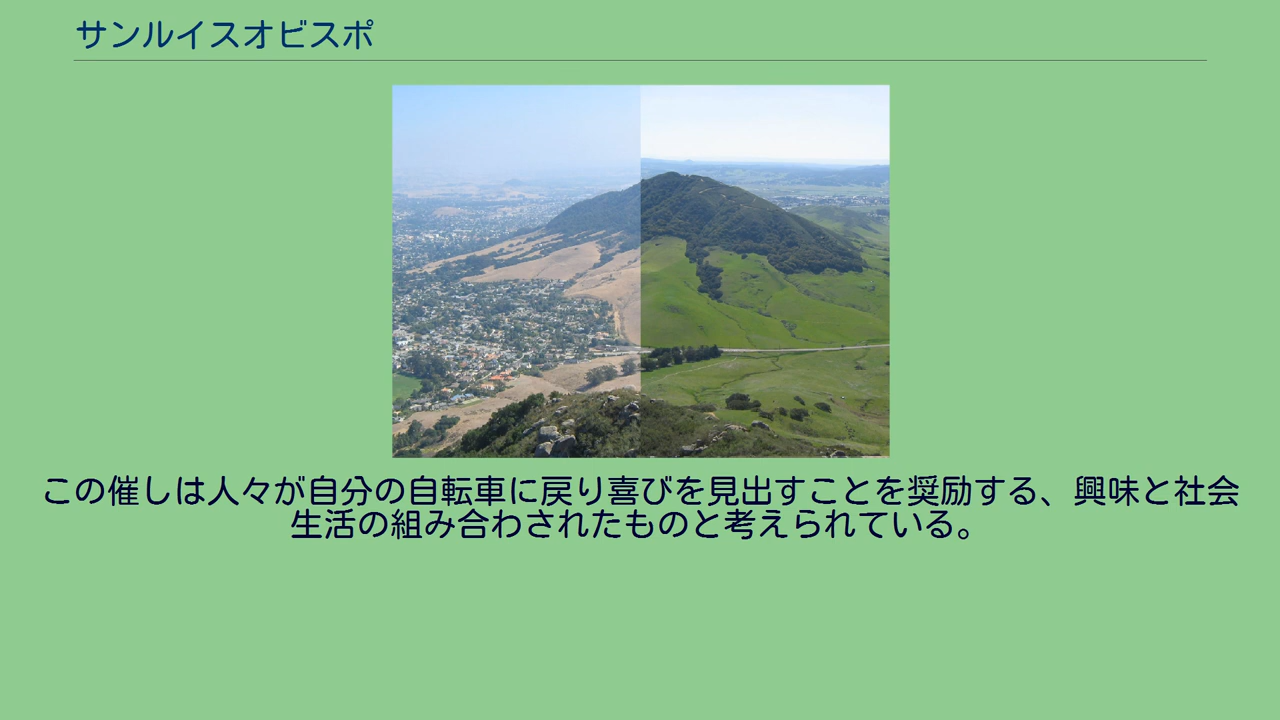 サンルイスオビスポ
この催しは人々が自分の自転車に戻り喜びを見出すことを奨励する、興味と社会
生活の組み合わされたものと考えられている。